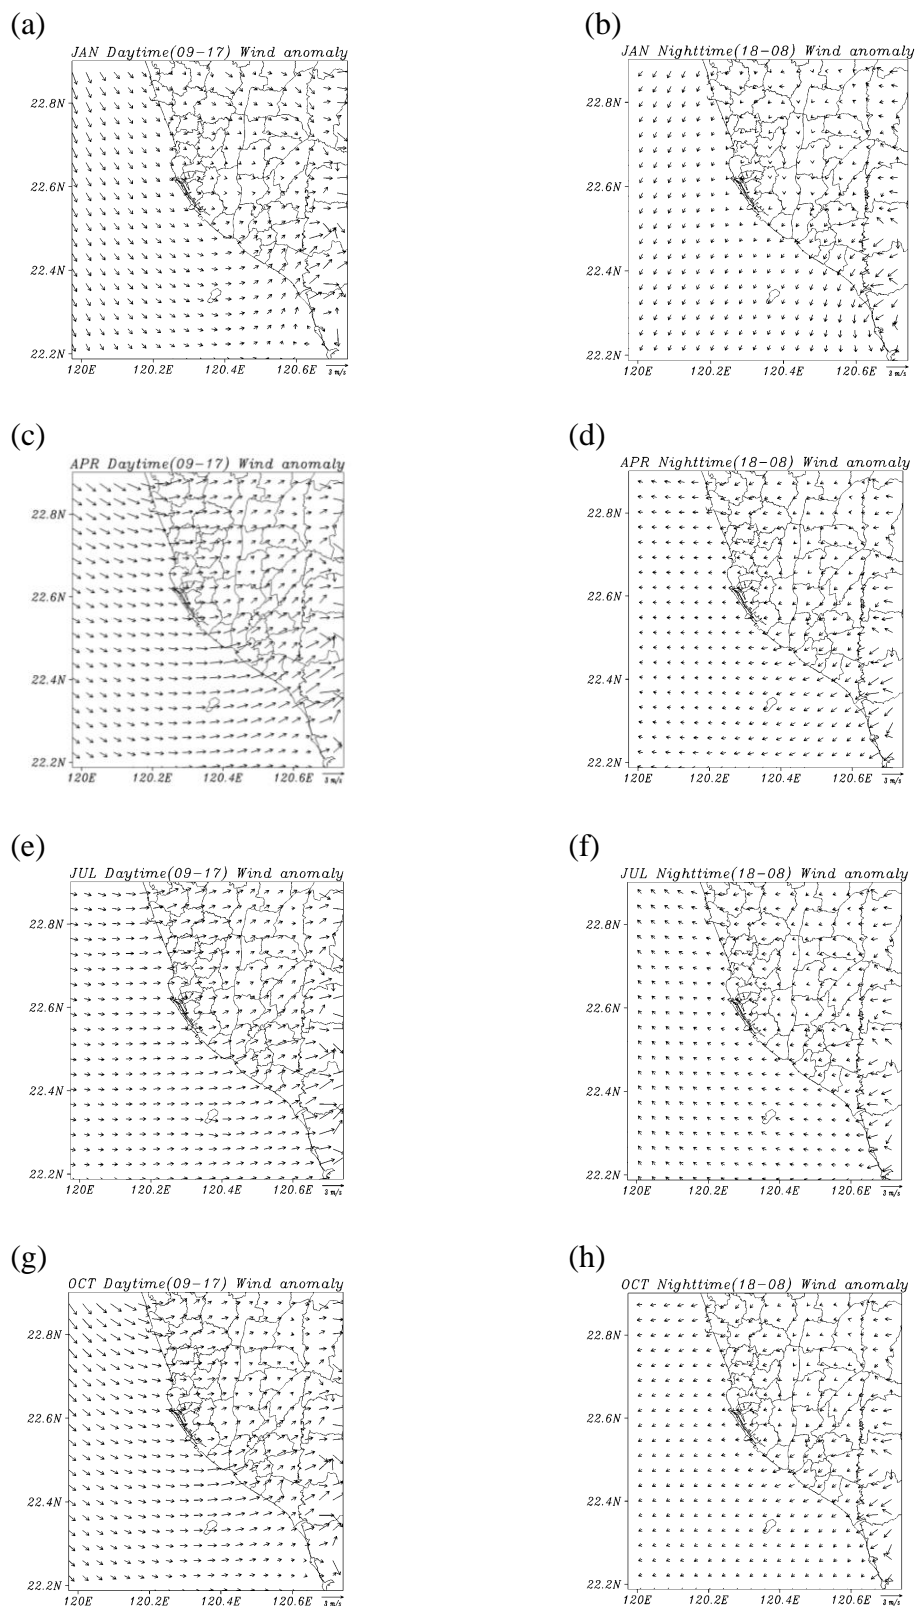 (a)
JAN Daytime(09-17) Wind anomaly
22.8N
22.6N
22.4N
22.2N
120E 120.2E 120.4E 120.6E
3 m/s
(b)
JAN Nighttime(18-08) Wind anomaly
22.8N
22.6N
22.4N
22.2N
120E 120.2E 120.4E 120.6E
3 m/s
(c)
APR Daytime(09-17) Wind anomaly
22.8N
22.6N
22.4N
22.2N
120E 120.2E 120.4E 120.6E
3 m/s
(d)
APR Nighttime(18-08) Wind anomaly
22.8N
22.6N
22.4N
22.2N
120E 120.2E 120.4E 120.6E
3 m/s
(e)
JUL Daytime(09-17) Wind anomaly
22.8N
22.6N
22.4N
22.2N
120E 120.2E 120.4E 120.6E
3 m/s
(f)
JUL Nighttime(18-08) Wind anomaly
22.8N
22.6N
22.4N
22.2N
120E 120.2E 120.4E 120.6E
3 m/s
(g)
OCT Daytime(09-17) Wind anomaly
22.8N
22.6N
22.4N
22.2N
120E 120.2E 120.4E 120.6E
3 m/s
(h)
OCT Nighttime(18-08) Wind anomaly
22.8N
22.6N
22.4N
22.2N
120E 120.2E 120.4E 120.6E
3 m/s